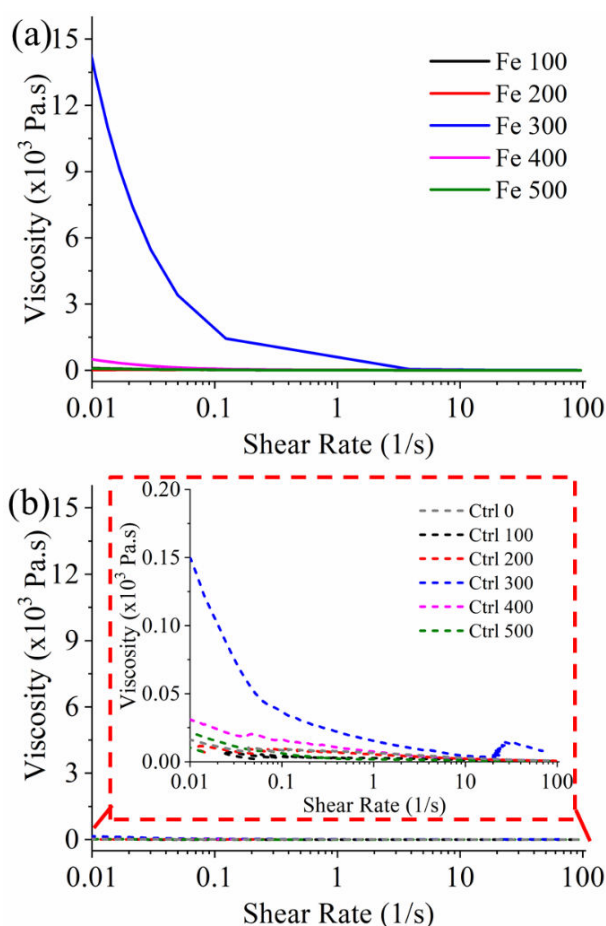 (a)
Viscosity (x10³ Pa.s)
15
12
9
6
3
0
Fe 100
Fe 200
Fe 300
Fe 400
Fe 500
0.01
0.1
1
10
100
Shear Rate (1/s)
(b)
Viscosity (x10³ Pa.s)
15
12
9
6
3
0
Viscosity (x10³ Pa.s)
0.20
0.15
0.10
0.05
0.00
Ctrl 0
Ctrl 100
Ctrl 200
Ctrl 300
Ctrl 400
Ctrl 500
0.01
0.1
1
10
100
Shear Rate (1/s)
0.01
0.1
1
10
100
Shear Rate (1/s)